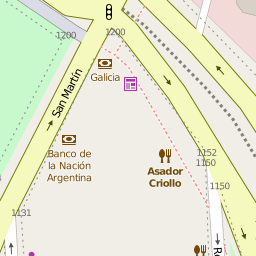 1200
1200
Galicia
San Martín
Banco de
la Nación
Argentina
Asador
Criollo
1152
1150
1150
1131